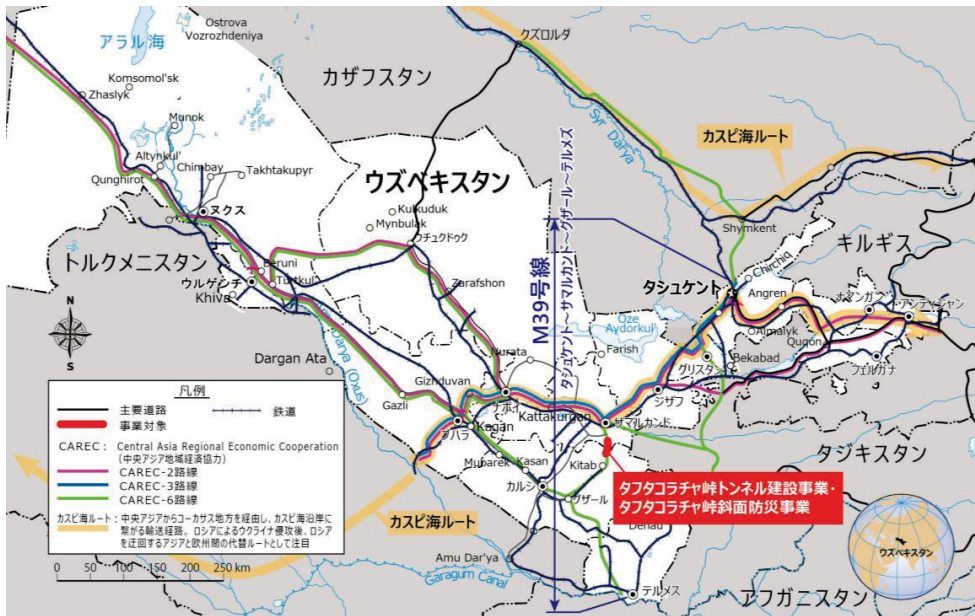 Ostrova
Vozrozhdeniya
アラル海
クズロルダ
カザフスタン
Komsomol'sk
Zhaslyk
Munok
Syr Darya
カスピ海ルート
Altynkul'
Chimbay
Takhtakupyr
Qunghirot
ウズベキスタン
ヌクス
Kulkuduk
Mynbulak
ウチュクドゥク
Shymkent
キルギス
トルクメニスタン
Beruni
ウルゲンチ
Turtkul'
Khiva
Zarafshon
M39号線
タシュケント～サマルカンド～グザール～テルメズ
タシュケント
Chirchiq
Angren
ナマンガン
アンディジャン
Oze
Aydorkul'
Almalyk
Quqon
N
S
Dargan Ata
Darya (Oxus)
Nurata
Farish
Bekabad
グリスタン
フェルガナ
Gizhduvan
Gazli
ナボイ
Kattakurgan
ジザフ
サマルカンド
ブハラ
Kagan
タジキスタン
Mubarek
Kasan
Kitab
カルシ
グザール
タフタコラチャ峠トンネル建設事業・
タフタコラチャ峠斜面防災事業
カスピ海ルート
Denau
Amu Dar'ya
Garagum Canal
テルメス
アフガニスタン
ウズベキスタン
凡例
主要道路
鉄道
事業対象
CAREC： Central Asia Regional Economic Cooperation
（中央アジア地域経済協力）
CAREC-2路線
CAREC-3路線
CAREC-6路線
カスピ海ルート：中央アジアからコーカサス地方を経由し、カスピ海沿岸に
繋がる輸送経路。ロシアによるウクライナ侵攻後、ロシア
を迂回するアジアと欧州間の代替ルートとして注目
0 50 100 150 200 250 km